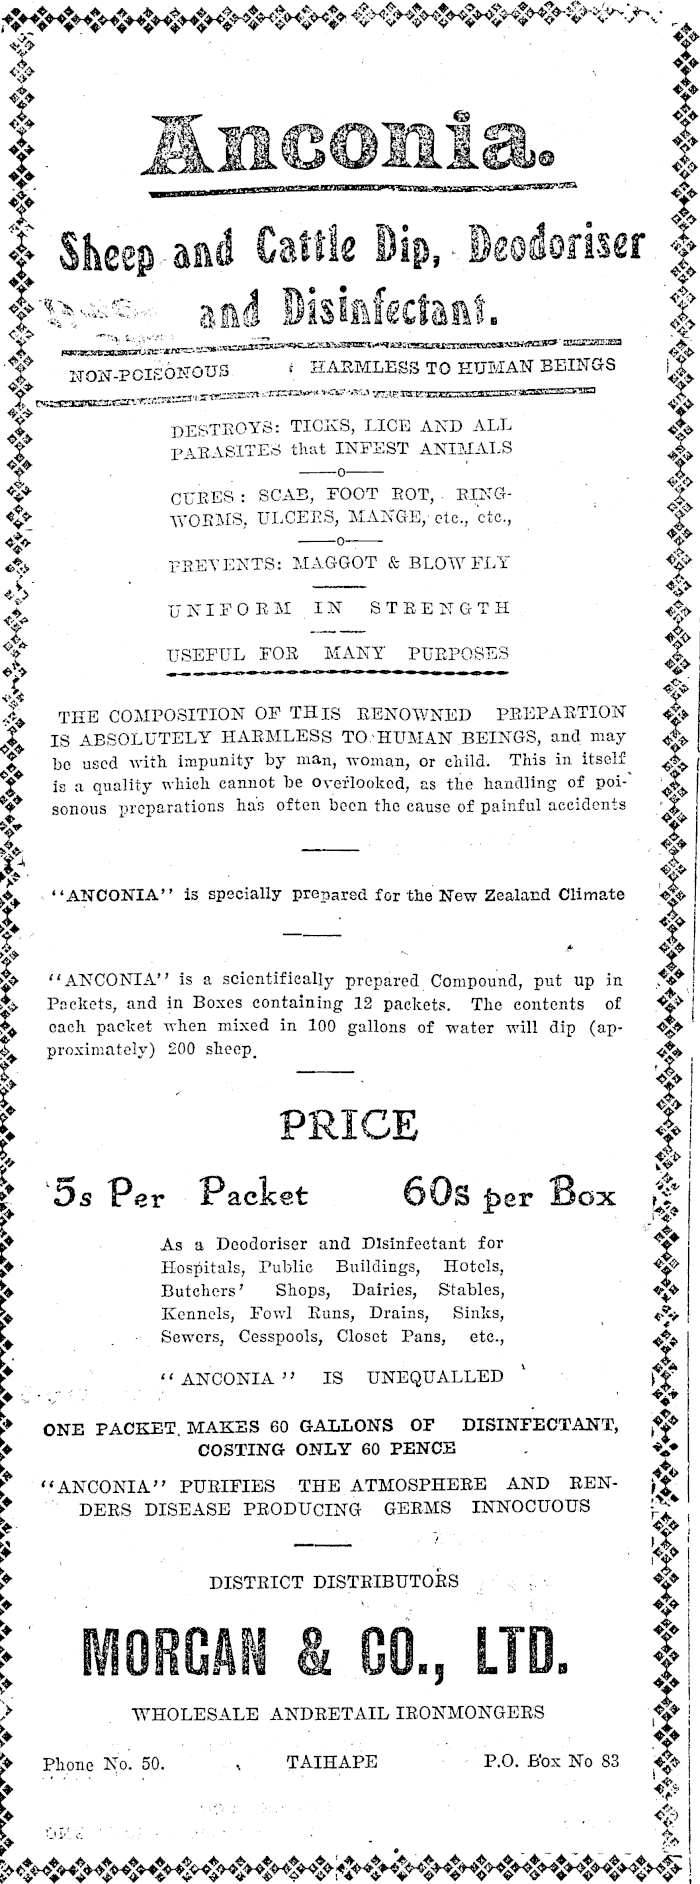 Anconia.
Sheep and Cattle Dip, Deodoriser
and Disinfectant.
NON-POISONOUS HARMLESS TO HUMAN BEINGS
DESTROYS: TICKS, LICE AND ALL
PARASITES that INFEST ANIMALS
——o——
CURES: SCAB, FOOT ROT, RING-
WORMS, ULCERS, MANGE, etc., etc.,
——o——
PREVENTS: MAGGOT & BLOW FLY
UNIFORM IN STRENGTH
USEFUL FOR MANY PURPOSES
THE COMPOSITION OF THIS RENOWNED PREPARTION
IS ABSOLUTELY HARMLESS TO HUMAN BEINGS, and may
be used with impunity by man, woman, or child. This in itself
is a quality which cannot be overlooked, as the handling of poi-
sonous preparations has often been the cause of painful accidents
"ANCONIA" is specially prepared for the New Zealand Climate
"ANCONIA" is a scientifically prepared Compound, put up in
Packets, and in Boxes containing 12 packets. The contents of
each packet when mixed in 100 gallons of water will dip (ap-
proximately) 200 sheep.
PRICE
5s Per Packet 60s per Box
As a Deodoriser and Disinfectant for
Hospitals, Public Buildings, Hotels,
Butchers' Shops, Dairies, Stables,
Kennels, Fowl Runs, Drains, Sinks,
Sewers, Cesspools, Closet Pans, etc.,
"ANCONIA" IS UNEQUALLED
ONE PACKET MAKES 60 GALLONS OF DISINFECTANT,
COSTING ONLY 60 PENCE
"ANCONIA" PURIFIES THE ATMOSPHERE AND REN-
DERS DISEASE PRODUCING GERMS INNOCUOUS
DISTRICT DISTRIBUTORS
MORGAN & CO., LTD.
WHOLESALE ANDRETAIL IRONMONGERS
Phone No. 50. TAIHAPE P.O. Box No 83